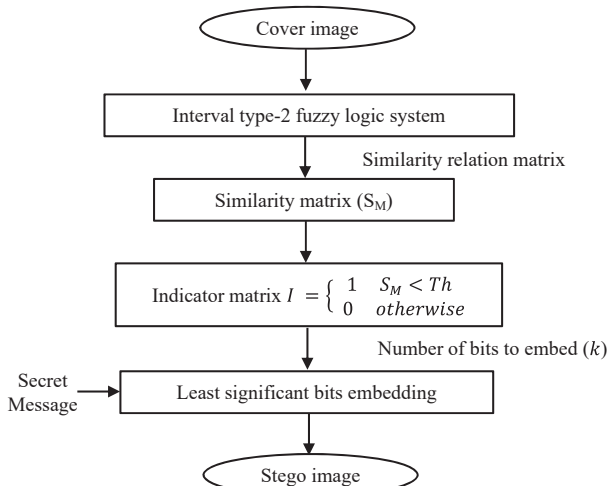 Cover image
Interval type-2 fuzzy logic system
Similarity relation matrix
Similarity matrix (S_M)
Indicator matrix I = { 1 S_M < Th
0 otherwise
Number of bits to embed (k)
Secret
Message
Least significant bits embedding
Stego image